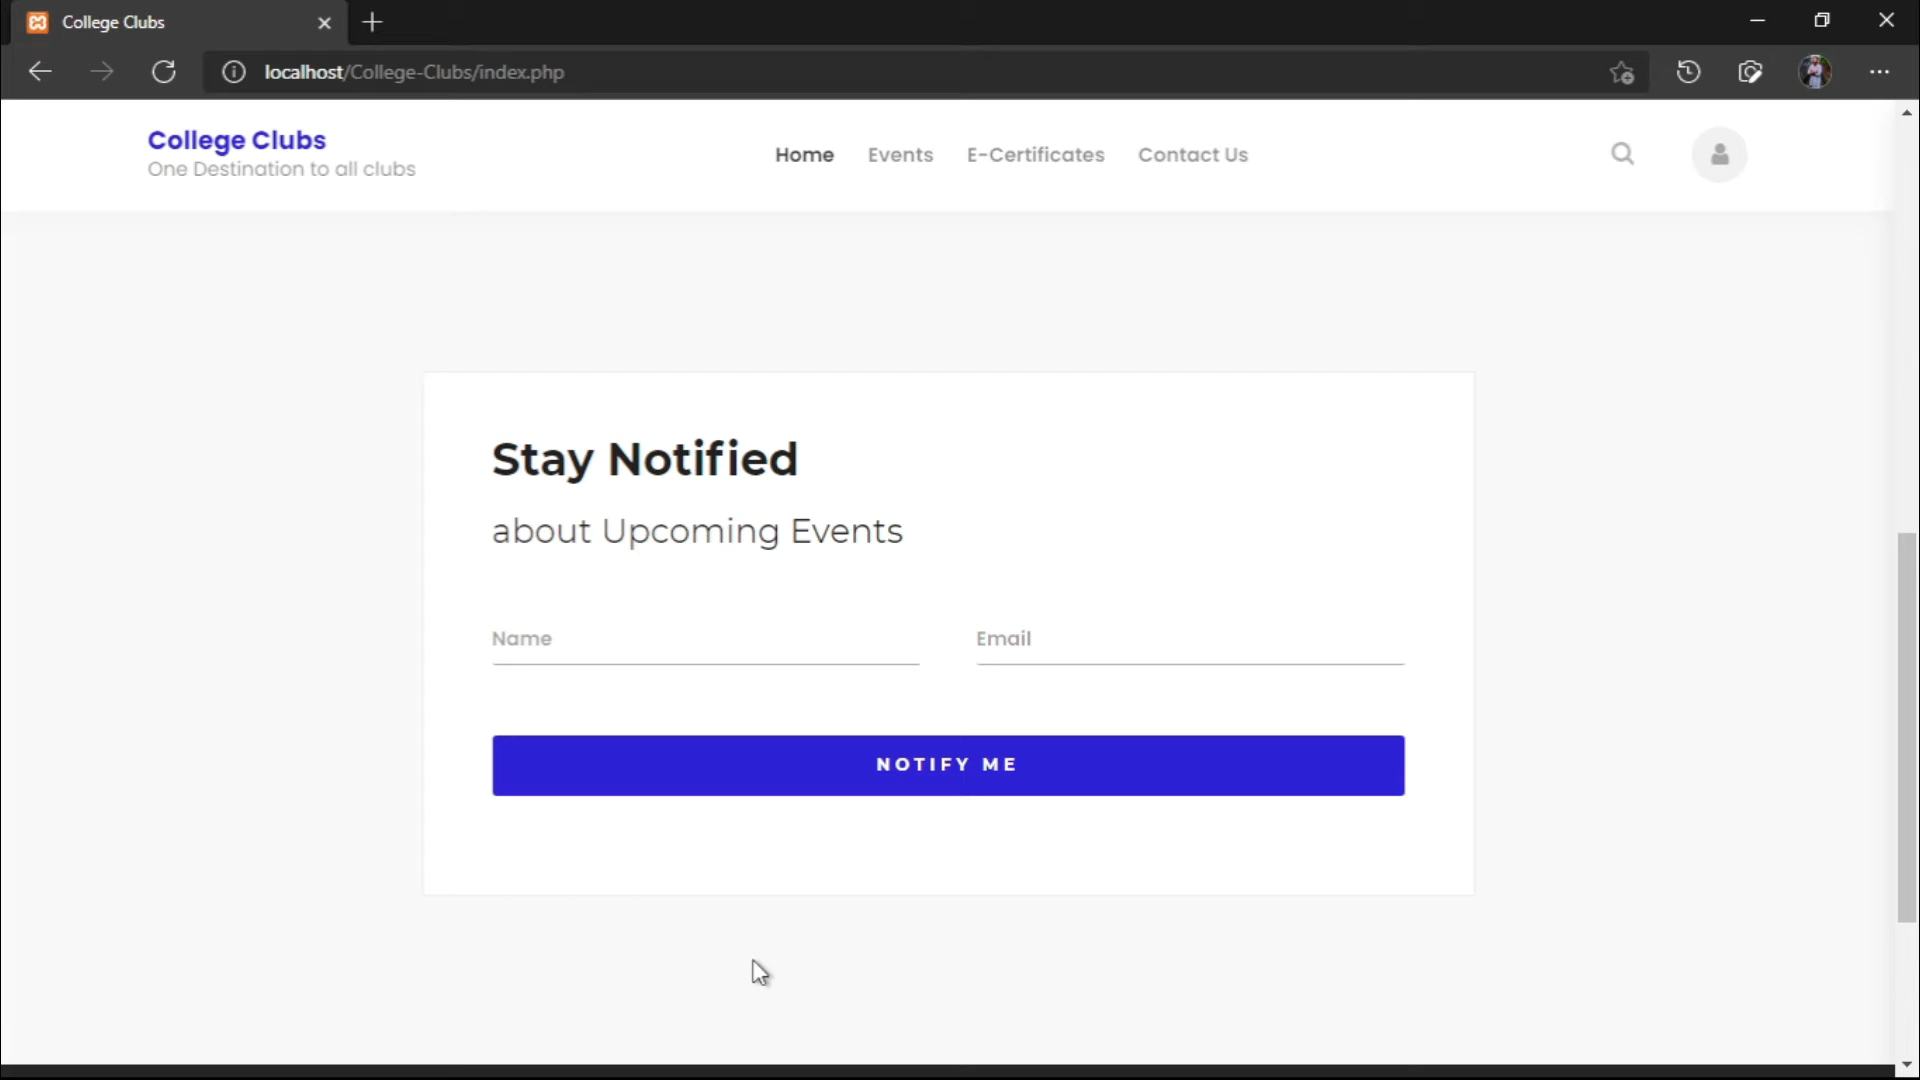 College Clubs
localhost/College-Clubs/index.php
College Clubs
One Destination to all clubs
Home Events E-Certificates Contact Us
Stay Notified
about Upcoming Events
Name Email
NOTIFY ME